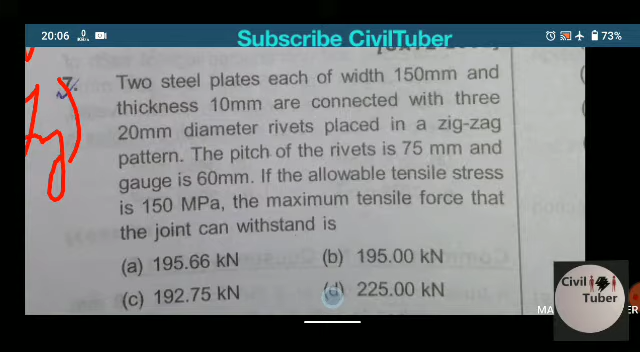 20:06
Subscribe CivilTuber
73%
7.
Two steel plates each of width 150mm and
thickness 10mm are connected with three
20mm diameter rivets placed in a zig-zag
pattern. The pitch of the rivets is 75 mm and
gauge is 60mm. If the allowable tensile stress
is 150 MPa, the maximum tensile force that
the joint can withstand is
(a) 195.66 kN
(b) 195.00 kN
(c) 192.75 kN
(d) 225.00 kN
Civil
Tuber
MA
ER